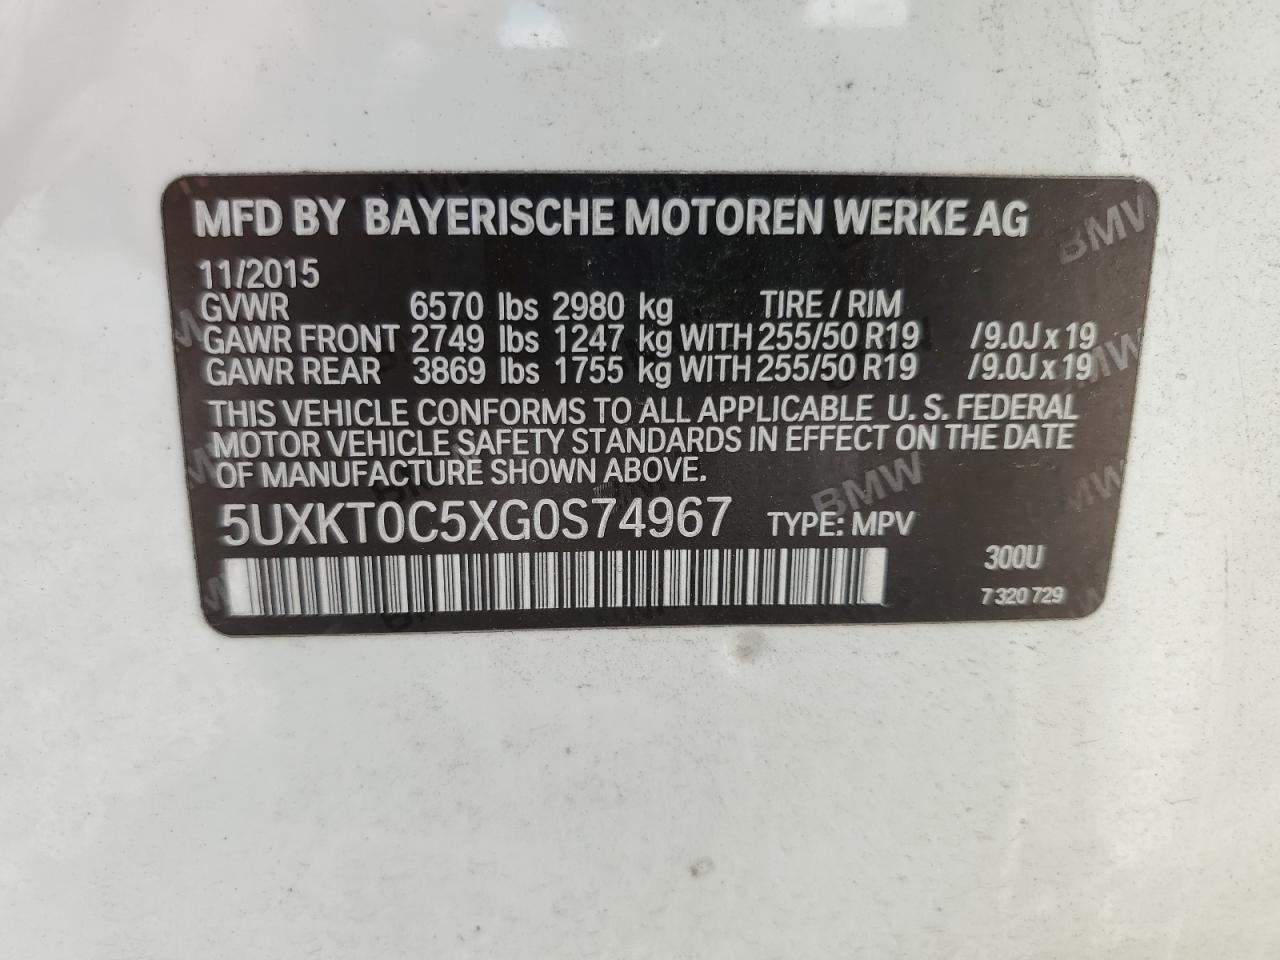 MFD BY BAYERISCHE MOTOREN WERKE AG
11/2015
GVWR 6570 lbs 2980 kg TIRE / RIM
GAWR FRONT 2749 lbs 1247 kg WITH 255/50 R19 /9.0J x 19
GAWR REAR 3869 lbs 1755 kg WITH 255/50 R19 /9.0J x 19
THIS VEHICLE CONFORMS TO ALL APPLICABLE U. S. FEDERAL
MOTOR VEHICLE SAFETY STANDARDS IN EFFECT ON THE DATE
OF MANUFACTURE SHOWN ABOVE.
5UXKT0C5XG0S74967 TYPE: MPV
300U
7 320 729
BMW
BMW
BMW